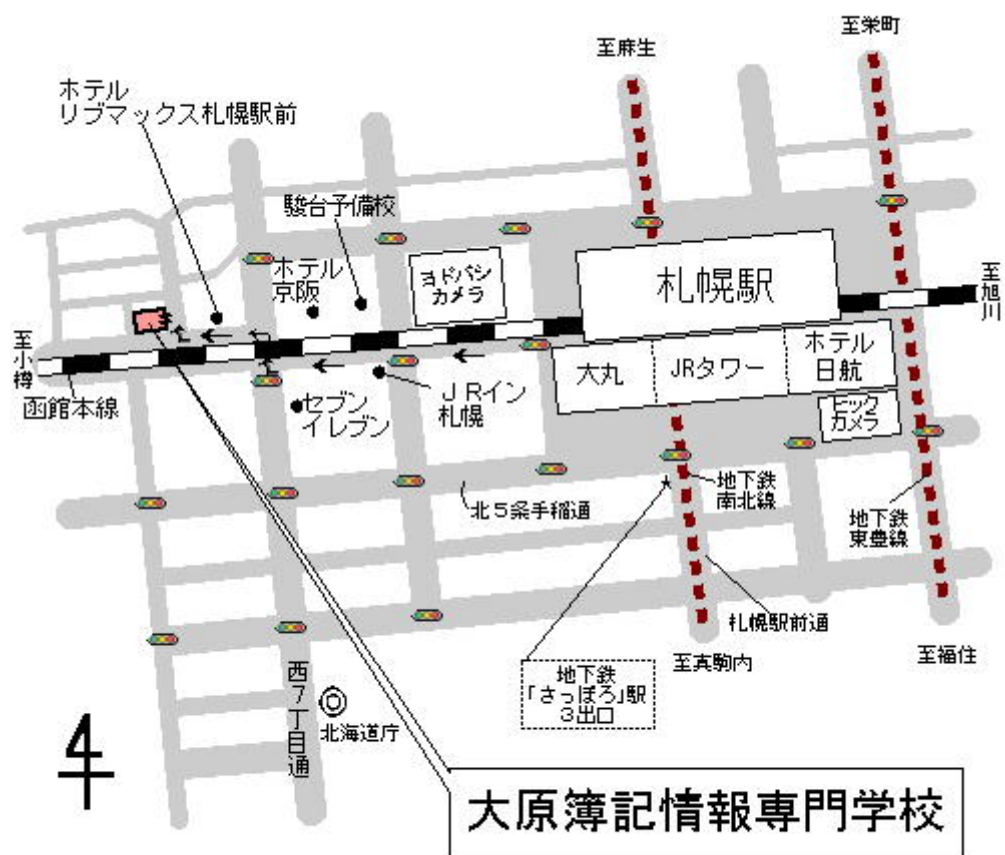 至栄町
至麻生
ホテル
リブマックス札幌駅前
駿台予備校
ホテル
京阪
ヨドバシ
カメラ
札幌駅
至旭川
至小樽
函館本線
大丸
JRタワー
ホテル
日航
ビック
カメラ
セブン
イレブン
JRイン
札幌
北5条手稲通
地下鉄
南北線
地下鉄
東豊線
札幌駅前通
至真駒内
至福住
地下鉄
「さっぽろ」駅
3出口
西7丁目通
北海道庁
大原簿記情報専門学校